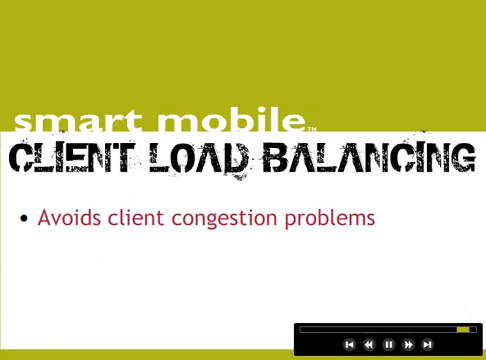 smart mobile™
CLIENT LOAD BALANCING
• Avoids client congestion problems